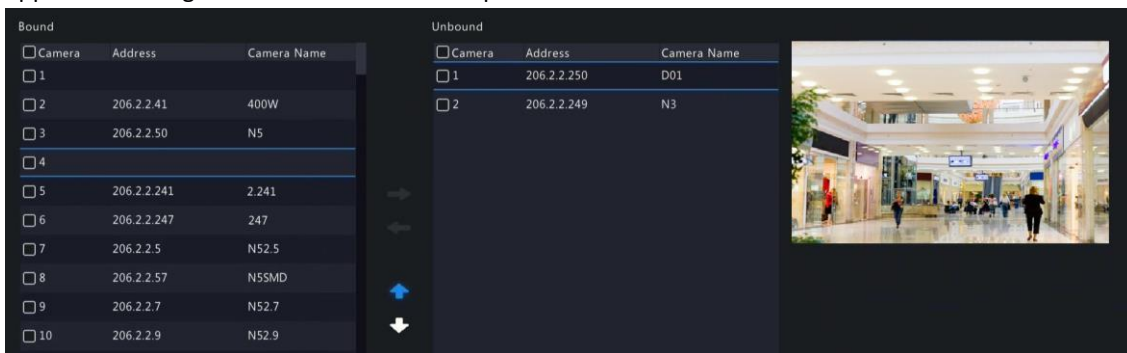 Bound
Camera Address Camera Name
1
2 206.2.2.41 400W
3 206.2.2.50 N5
4
5 206.2.2.241 2.241
6 206.2.2.247 247
7 206.2.2.5 N52.5
8 206.2.2.57 N5SMD
9 206.2.2.7 N52.7
10 206.2.2.9 N52.9
Unbound
Camera Address Camera Name
1 206.2.2.250 D01
2 206.2.2.249 N3